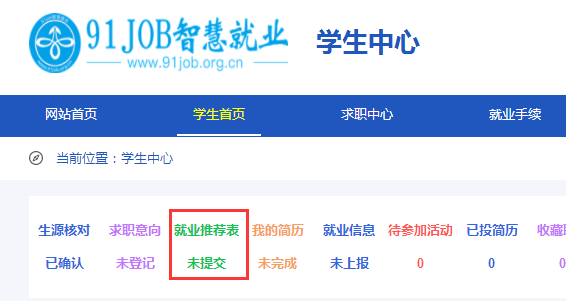 91JOB智慧就业
www.91job.org.cn
学生中心
网站首页 学生首页 求职中心 就业手续
当前位置：学生中心
生源核对 求职意向 就业推荐表 我的简历 就业信息 待参加活动 已投简历 收藏
已确认 未登记 未提交 未完成 未上报 0 0 0